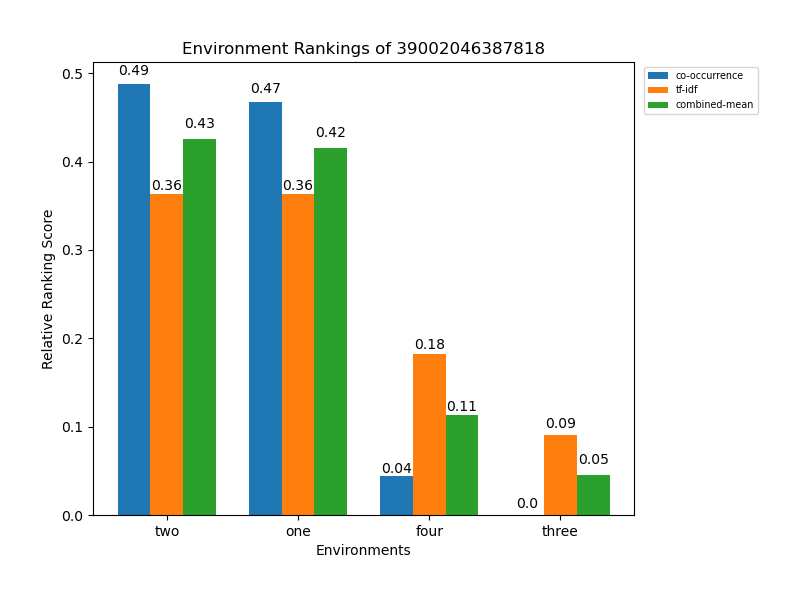 Environment Rankings of 39002046387818
co-occurrence
tf-idf
combined-mean
Relative Ranking Score
0.5
0.4
0.3
0.2
0.1
0.0
0.49
0.36
0.43
0.47
0.36
0.42
0.04
0.18
0.11
0.0
0.09
0.05
two one four three
Environments